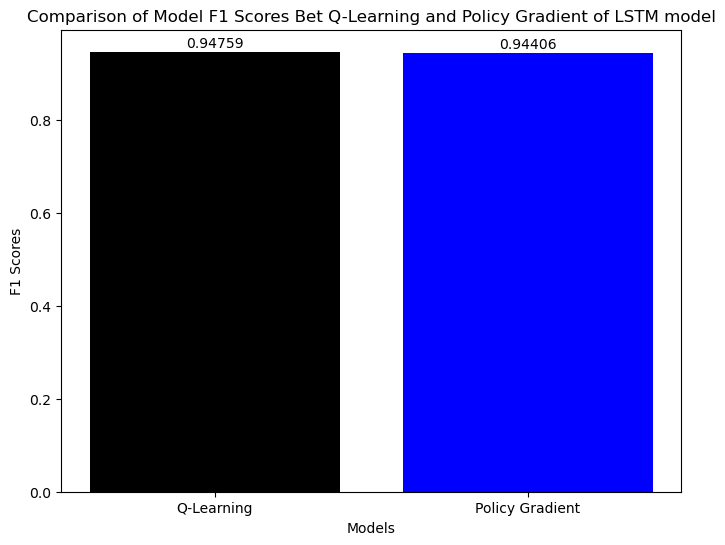 Comparison of Model F1 Scores Bet Q-Learning and Policy Gradient of LSTM model
0.94759
0.94406
F1 Scores
0.8
0.6
0.4
0.2
0.0
Q-Learning
Policy Gradient
Models